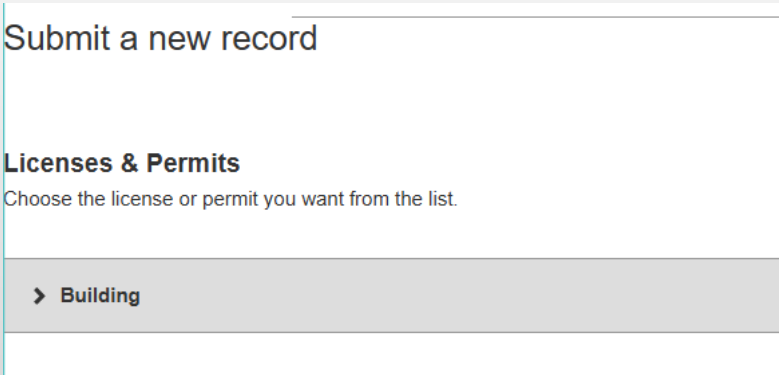 Submit a new record
Licenses & Permits
Choose the license or permit you want from the list.
Building